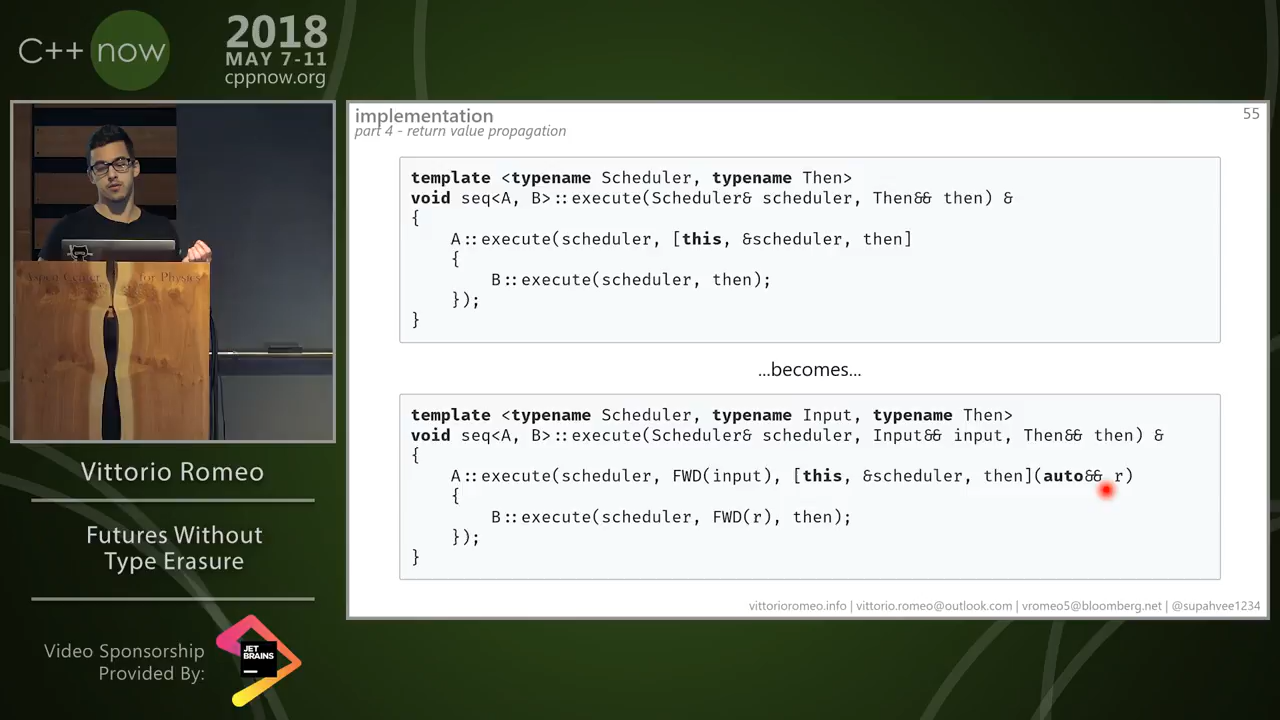 C++ now
2018
MAY 7-11
cppnow.org
Aspen Center for Physics
Vittorio Romeo
Futures Without
Type Erasure
Video Sponsorship
Provided By:
JET
BRAINS
implementation
55
part 4 - return value propagation
template <typename Scheduler, typename Then>
void seq<A, B>::execute(Scheduler& scheduler, Then&& then) &
{
    A::execute(scheduler, [this, &scheduler, then]
    {
        B::execute(scheduler, then);
    });
}
...becomes...
template <typename Scheduler, typename Input, typename Then>
void seq<A, B>::execute(Scheduler& scheduler, Input&& input, Then&& then) &
{
    A::execute(scheduler, FWD(input), [this, &scheduler, then](auto&& r)
    {
        B::execute(scheduler, FWD(r), then);
    });
}
vittorioromeo.info | vittorio.romeo@outlook.com | vromeo5@bloomberg.net | @supahvee1234